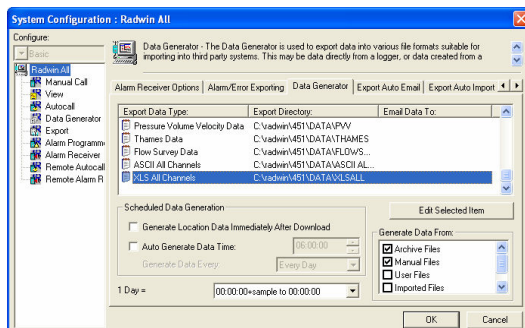 System Configuration : Radwin All
Configure:
Basic
Radwin All
Manual Call
View
Autocall
Data Generator
Export
Alarm Programm
Alarm Receiver
Remote Autocall
Remote Alarm R
Data Generator - The Data Generator is used to export data into various file formats suitable for
importing into third party systems. This may be data directly from a logger, or data created from a
Alarm Receiver Options Alarm/Error Exporting Data Generator Export Auto Email Export Auto Import
Export Data Type: Export Directory: Email Data To:
Pressure Volume Velocity Data C:\radwin\451\DATA\PVV
Thames Data C:\radwin\451\DATA\THAMES
Flow Survey Data C:\radwin\451\DATA\FLOWS...
ASCII All Channels C:\radwin\451\DATA\ASCII AL...
XLS All Channels C:\radwin\451\DATA\XLSALL
Scheduled Data Generation
Generate Location Data Immediately After Download
Auto Generate Data Time: 06:00:00
Generate Data Every: Every Day
1 Day = 00:00:00+sample to 00:00:00
Edit Selected Item
Generate Data From:
Archive Files
Manual Files
User Files
Imported Files
OK Cancel